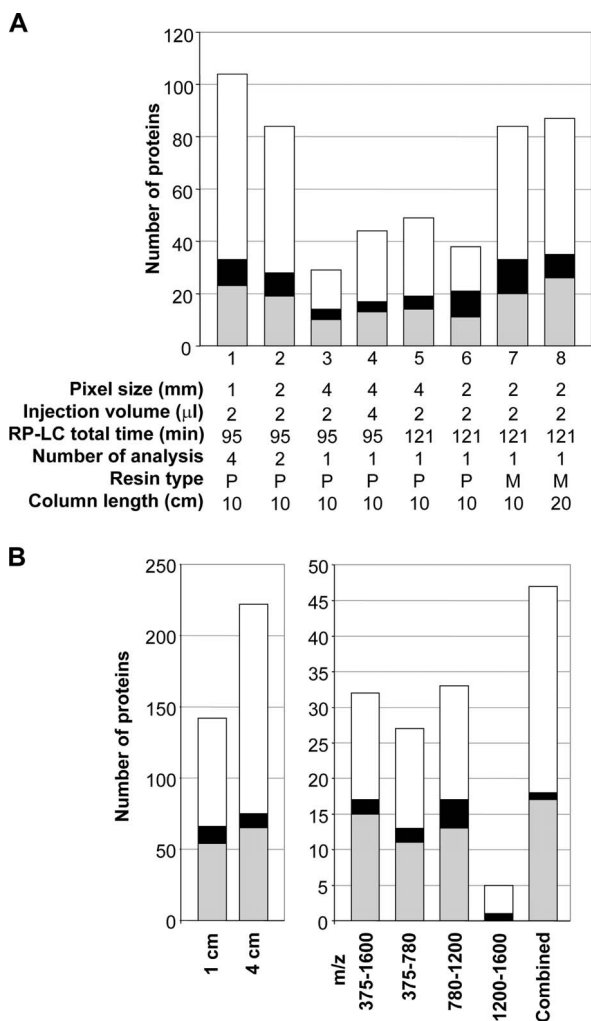 A
120
100
80
60
40
20
0
Number of proteins
1 2 3 4 5 6 7 8
Pixel size (mm) 1 2 4 4 4 2 2 2
Injection volume (μl) 2 2 2 4 2 2 2 2
RP-LC total time (min) 95 95 95 95 121 121 121 121
Number of analysis 4 2 1 1 1 1 1 1
Resin type P P P P P P M M
Column length (cm) 10 10 10 10 10 10 10 20
B
250
200
150
100
50
0
Number of proteins
1 cm
4 cm
50
45
40
35
30
25
20
15
10
5
0
m/z
375-1600
375-780
780-1200
1200-1600
Combined